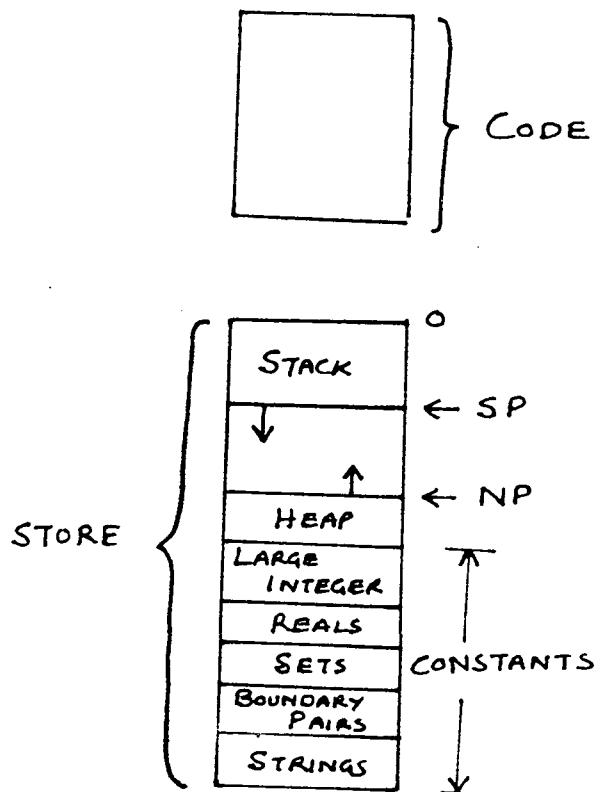 CODE
0
STACK
← SP
← NP
HEAP
STORE
LARGE
INTEGER
REALS
SETS
CONSTANTS
BOUNDARY
PAIRS
STRINGS